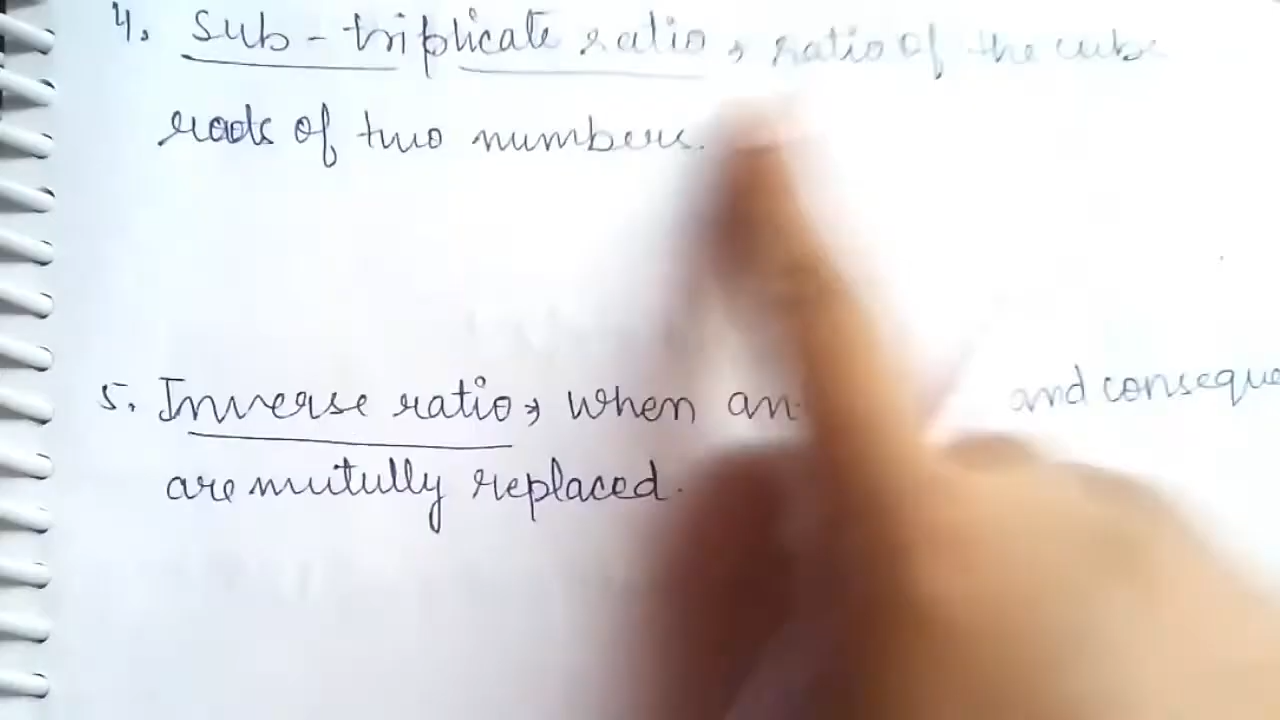 4. Sub-triplicate ratio, ratio of the cube
roots of two numbers.
5. Inverse ratio, when an and conseque
are mutully replaced.